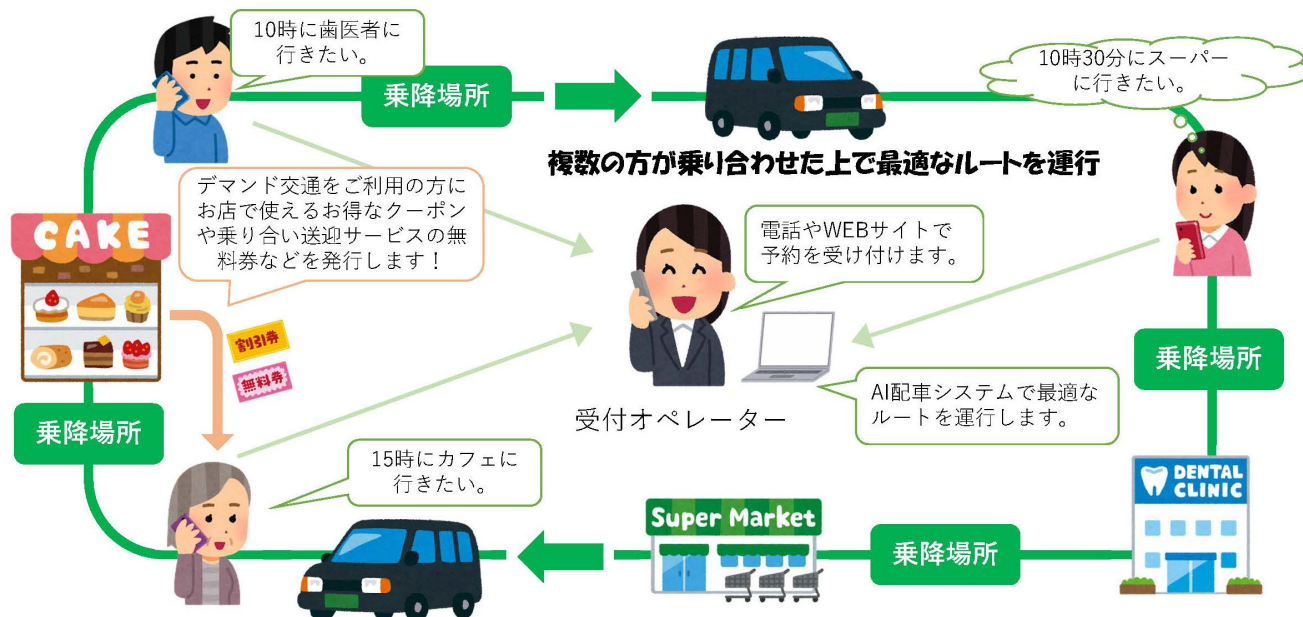 10時に歯医者に
行きたい。
乗降場所
10時30分にスーパー
に行きたい。
複数の方が乗り合わせた上で最適なルートを運行
デマンド交通をご利用の方に
お店で使えるお得なクーポン
や乗り合い送迎サービスの無
料券などを発行します！
電話やWEBサイトで
予約を受け付けます。
CAKE
割引券
無料券
乗降場所
AI配車システムで最適な
ルートを運行します。
受付オペレーター
乗降場所
15時にカフェに
行きたい。
DENTAL
CLINIC
Super Market
乗降場所